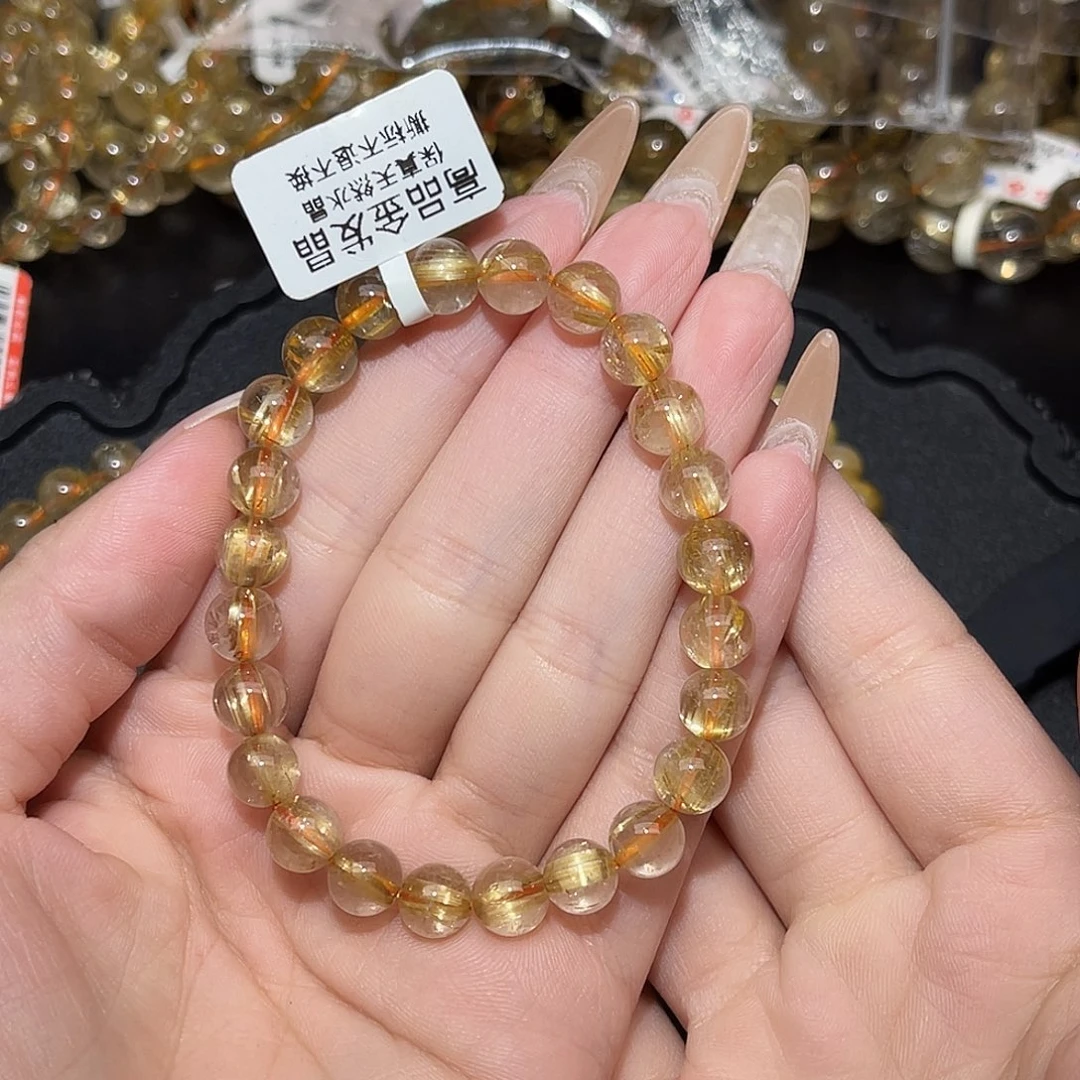 高品金发晶
保真天然水晶
撕标不退不换